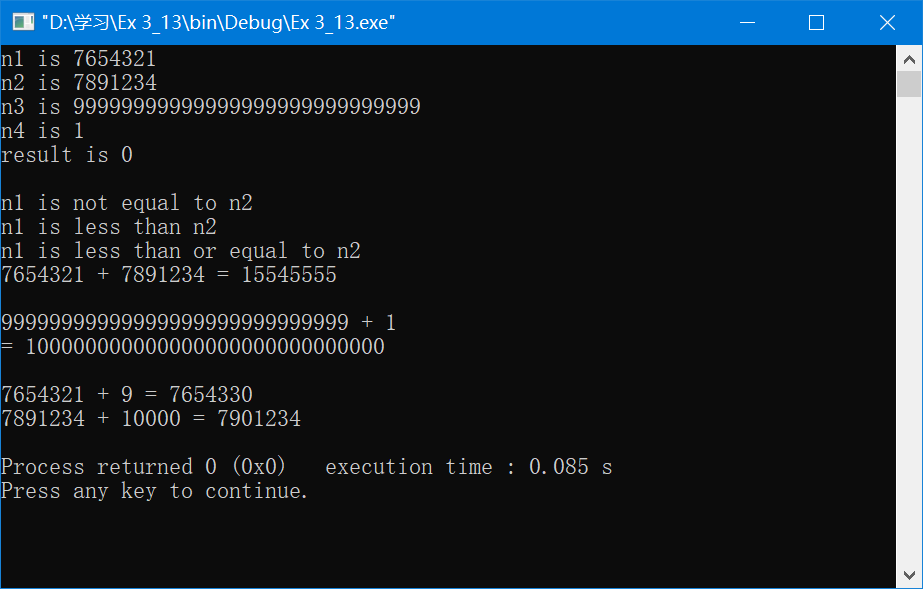 "D:\学习\Ex 3_13\bin\Debug\Ex 3_13.exe"
n1 is 7654321
n2 is 7891234
n3 is 99999999999999999999999999999
n4 is 1
result is 0
n1 is not equal to n2
n1 is less than n2
n1 is less than or equal to n2
7654321 + 7891234 = 15545555
99999999999999999999999999999 + 1
= 100000000000000000000000000000
7654321 + 9 = 7654330
7891234 + 10000 = 7901234
Process returned 0 (0x0)   execution time : 0.085 s
Press any key to continue.